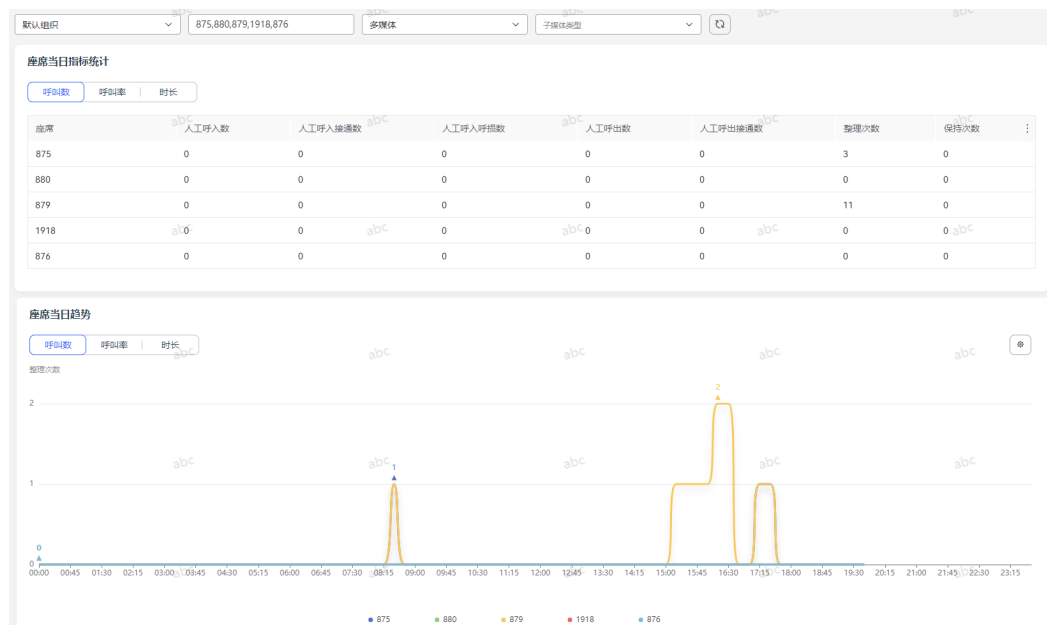 默认组织 875,880,879,1918,876 多媒体 子媒体类型
座席当日指标统计
呼叫数 呼叫率 时长
座席 人工呼入数 人工呼入接通数 人工呼入呼损数 人工呼出数 人工呼出接通数 整理次数 保持次数
875 0 0 0 0 0 3 0
880 0 0 0 0 0 0 0
879 0 0 0 0 0 11 0
1918 0 0 0 0 0 0 0
876 0 0 0 0 0 0 0
abc abc abc abc abc
座席当日趋势
呼叫数 呼叫率 时长
整理次数
2
2
1
1
0
0
00:00 00:45 01:30 02:15 03:00 03:45 04:30 05:15 06:00 06:45 07:30 08:15 09:00 09:45 10:30 11:15 12:00 12:45 13:30 14:15 15:00 15:45 16:30 17:15 18:00 18:45 19:30 20:15 21:00 21:45 22:30 23:15
875 880 879 1918 876